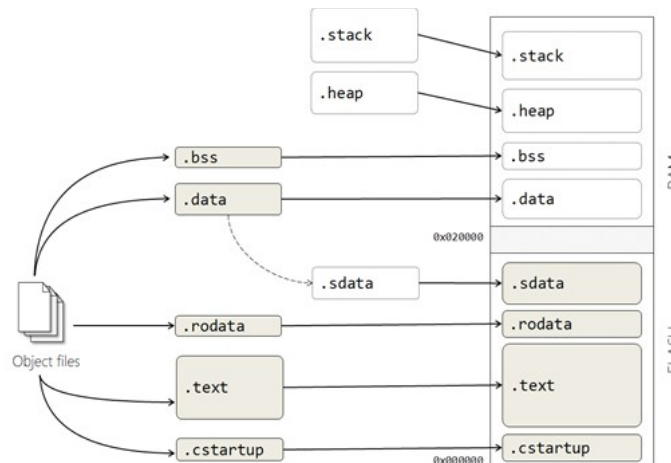 .stack
.stack
.heap
.heap
.bss
.bss
.data
.data
0x020000
.sdata
.sdata
.rodata
.rodata
Object files
.text
.text
.cstartup
.cstartup
0x000000